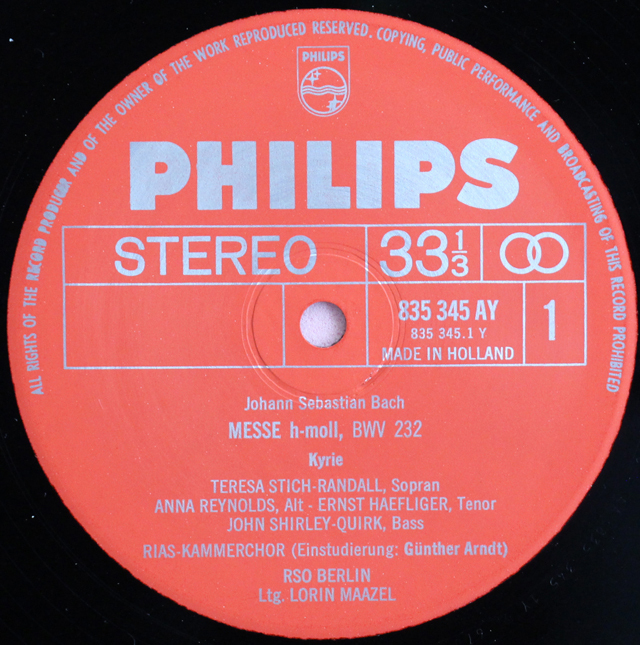 ALL RIGHTS OF THE RECORD PRODUCER AND OF THE OWNER OF THE WORK REPRODUCED RESERVED. COPYING, PUBLIC PERFORMANCE AND BROADCASTING OF THIS RECORD PROHIBITED
PHILIPS
PHILIPS
STEREO 33 1/3
835 345 AY 1
835 345.1 Y
MADE IN HOLLAND
Johann Sebastian Bach
MESSE h-moll, BWV 232
Kyrie
TERESA STICH-RANDALL, Sopran
ANNA REYNOLDS, Alt - ERNST HAEFLIGER, Tenor
JOHN SHIRLEY-QUIRK, Bass
RIAS-KAMMERCHOR (Einstudierung: Günther Arndt)
RSO BERLIN
Ltg. LORIN MAAZEL